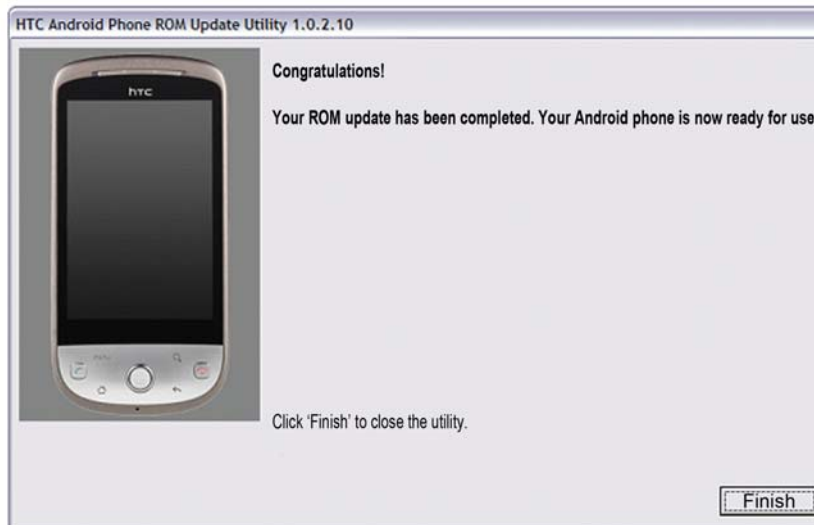 HTC Android Phone ROM Update Utility 1.0.2.10
hTC
Congratulations!
Your ROM update has been completed. Your Android phone is now ready for use
Menu
Click ‘Finish’ to close the utility.
Finish